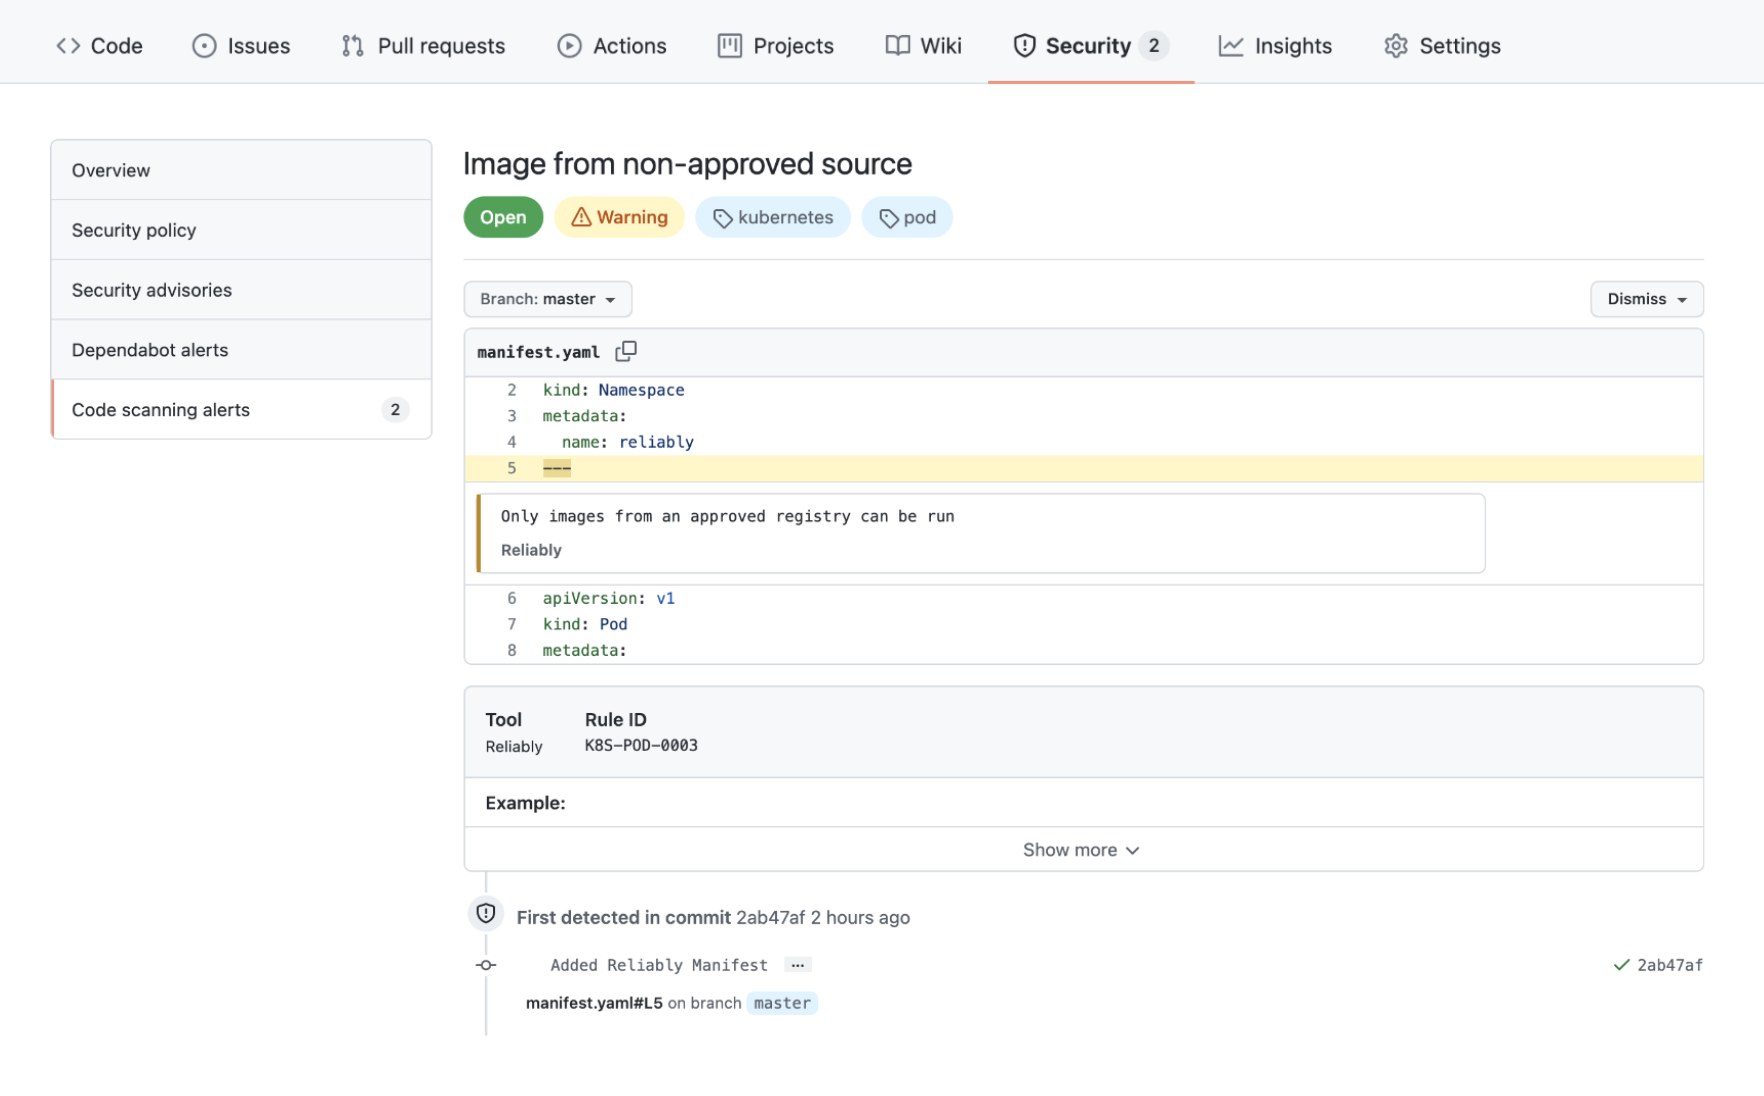 Code Issues Pull requests Actions Projects Wiki Security 2 Insights Settings
Overview
Security policy
Security advisories
Dependabot alerts
Code scanning alerts 2
Image from non-approved source
Open Warning kubernetes pod
Branch: master Dismiss
manifest.yaml
2 kind: Namespace
3 metadata:
4 name: reliably
5 ---
Only images from an approved registry can be run
Reliably
6 apiVersion: v1
7 kind: Pod
8 metadata:
Tool Rule ID
Reliably K8S-POD-0003
Example:
Show more
First detected in commit 2ab47af 2 hours ago
Added Reliably Manifest ... 2ab47af
manifest.yaml#L5 on branch master